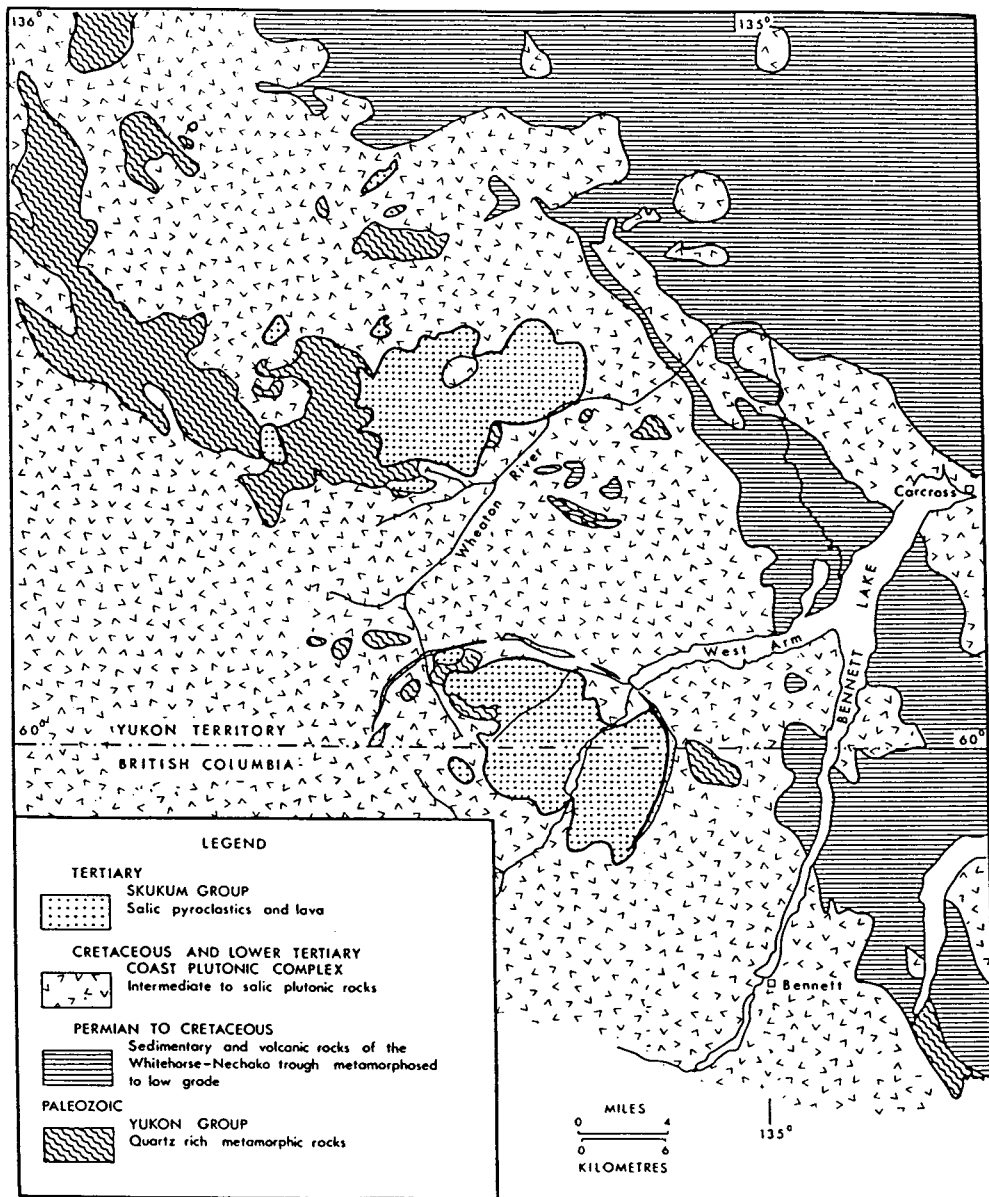 136°
135°
Carcross
Wheaton River
BENNETT LAKE
West Arm
60°
YUKON TERRITORY
60°
BRITISH COLUMBIA
LEGEND
TERTIARY
SKUKUM GROUP
Salic pyroclastics and lava
CRETACEOUS AND LOWER TERTIARY
COAST PLUTONIC COMPLEX
Intermediate to salic plutonic rocks
PERMIAN TO CRETACEOUS
Sedimentary and volcanic rocks of the
Whitehorse-Nechako trough metamorphosed
to low grade
PALEOZOIC
YUKON GROUP
Quartz rich metamorphic rocks
Bennett
MILES
0 4
0 6
KILOMETRES
135°